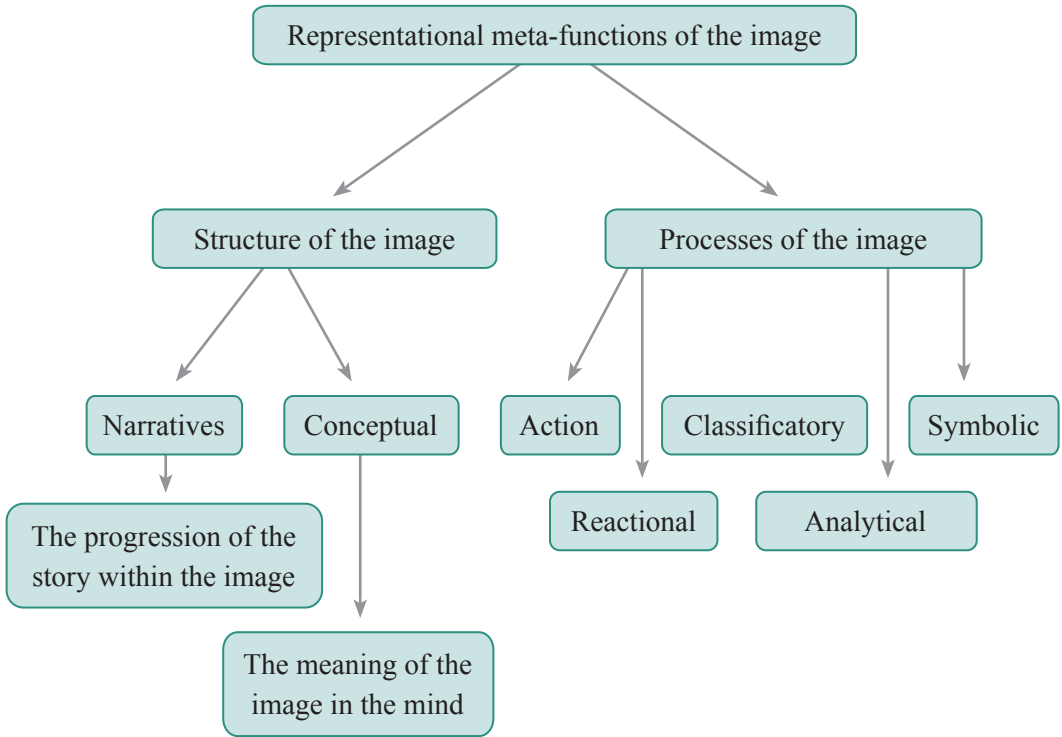 Representational meta-functions of the image
Structure of the image
Processes of the image
Narratives
Conceptual
Action
Classificatory
Symbolic
Reactional
Analytical
The progression of the
story within the image
The meaning of the
image in the mind